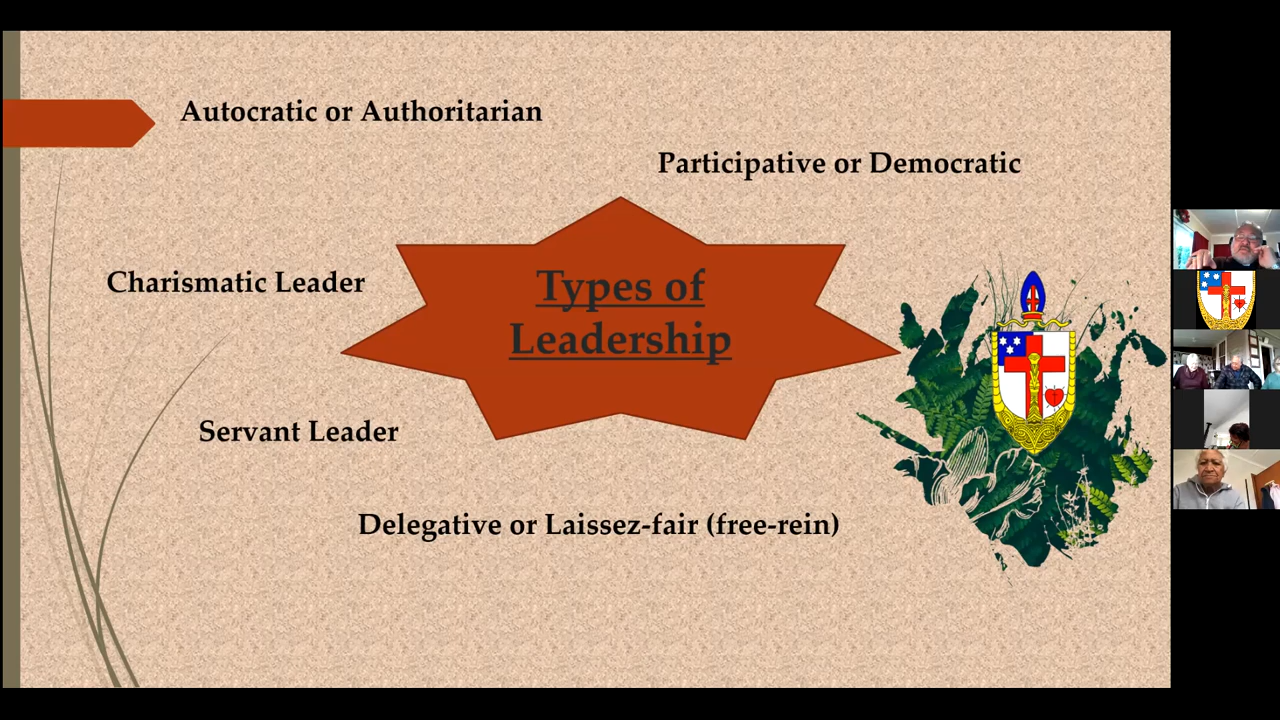 Autocratic or Authoritarian
Participative or Democratic
Types of
Leadership
Charismatic Leader
Servant Leader
Delegative or Laissez-fair (free-rein)